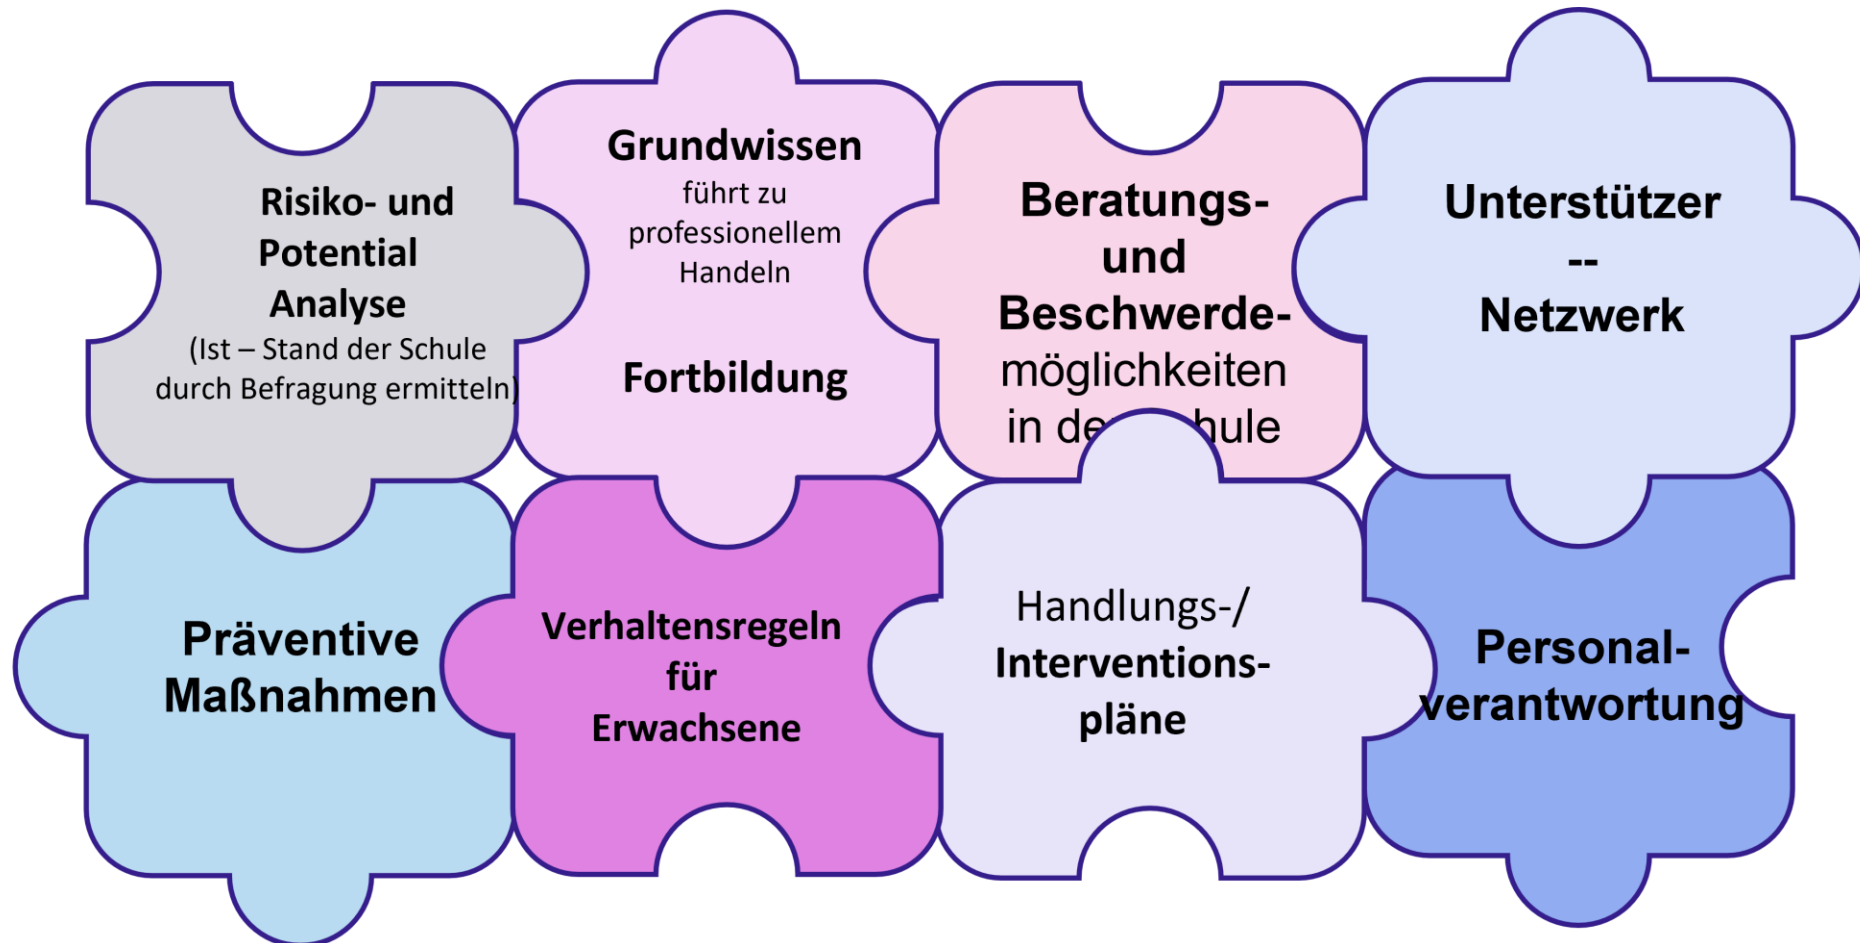 Risiko- und
Potential
Analyse
(Ist – Stand der Schule
durch Befragung ermitteln)
Grundwissen
führt zu
professionellem
Handeln
Fortbildung
Beratungs-
und
Beschwerde-
möglichkeiten
in
Unterstützer
--
Netzwerk
Präventive
Maßnahmen
Verhaltensregeln
für
Erwachsene
Handlungs-/
Interventions-
pläne
Personal-
verantwortung